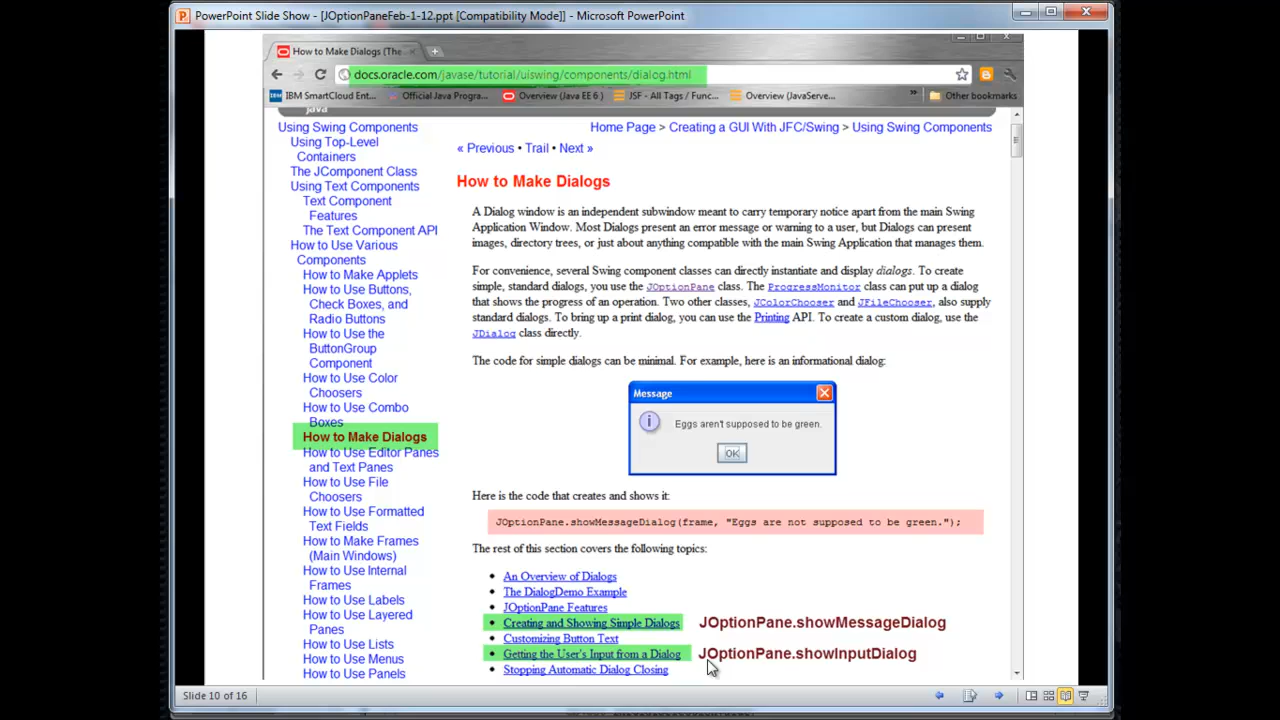 PowerPoint Slide Show - [JOptionPaneFeb-1-12.ppt [Compatibility Mode]] - Microsoft PowerPoint
How to Make Dialogs (The
docs.oracle.com/javase/tutorial/uiswing/components/dialog.html
IBM SmartCloud Ent... Official Java Progra... Overview (Java EE 6) JSF - All Tags / Func... Overview (JavaServe... » Other bookmarks
java
Home Page > Creating a GUI With JFC/Swing > Using Swing Components
« Previous • Trail • Next »
Using Swing Components
Using Top-Level
Containers
The JComponent Class
Using Text Components
Text Component
Features
The Text Component API
How to Use Various
Components
How to Make Applets
How to Use Buttons,
Check Boxes, and
Radio Buttons
How to Use the
ButtonGroup
Component
How to Use Color
Choosers
How to Use Combo
Boxes
How to Make Dialogs
How to Use Editor Panes
and Text Panes
How to Use File
Choosers
How to Use Formatted
Text Fields
How to Make Frames
(Main Windows)
How to Use Internal
Frames
How to Use Labels
How to Use Layered
Panes
How to Use Lists
How to Use Menus
How to Use Panels
How to Make Dialogs
A Dialog window is an independent subwindow meant to carry temporary notice apart from the main Swing
Application Window. Most Dialogs present an error message or warning to a user, but Dialogs can present
images, directory trees, or just about anything compatible with the main Swing Application that manages them.
For convenience, several Swing component classes can directly instantiate and display dialogs. To create
simple, standard dialogs, you use the JOptionPane class. The ProgressMonitor class can put up a dialog
that shows the progress of an operation. Two other classes, JColorChooser and JFileChooser, also supply
standard dialogs. To bring up a print dialog, you can use the Printing API. To create a custom dialog, use the
JDialog class directly.
The code for simple dialogs can be minimal. For example, here is an informational dialog:
Message
Eggs aren't supposed to be green.
OK
Here is the code that creates and shows it:
JOptionPane.showMessageDialog(frame, "Eggs are not supposed to be green.");
The rest of this section covers the following topics:
• An Overview of Dialogs
• The DialogDemo Example
• JOptionPane Features
• Creating and Showing Simple Dialogs JOptionPane.showMessageDialog
• Customizing Button Text
• Getting the User's Input from a Dialog JOptionPane.showInputDialog
• Stopping Automatic Dialog Closing
Slide 10 of 16